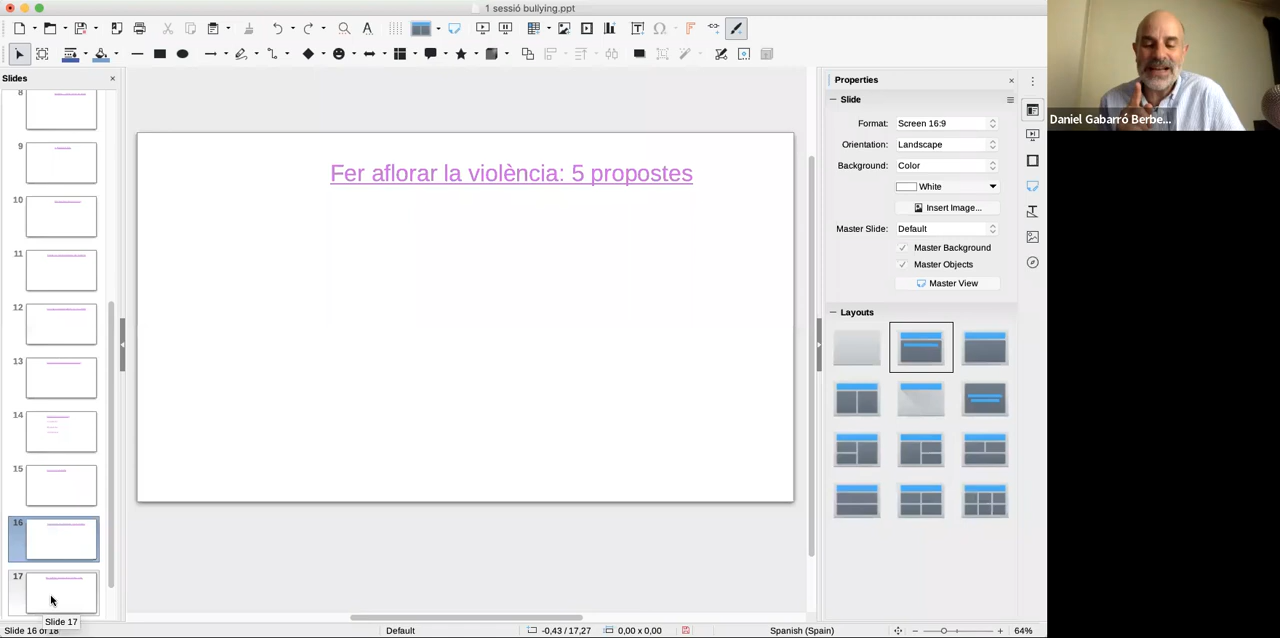 1 sessió bullying.ppt
Slides
8
9
10
11
12
13
14
15
16
17
Slide 17
Fer aflorar la violència: 5 propostes
Properties
Slide
Format: Screen 16:9
Orientation: Landscape
Background: Color
White
Insert Image...
Master Slide: Default
Master Background
Master Objects
Master View
Layouts
Daniel Gabarró Berbe...
Slide 16 of 18
Default
-0,43 / 17,27
0,00 x 0,00
Spanish (Spain)
64%